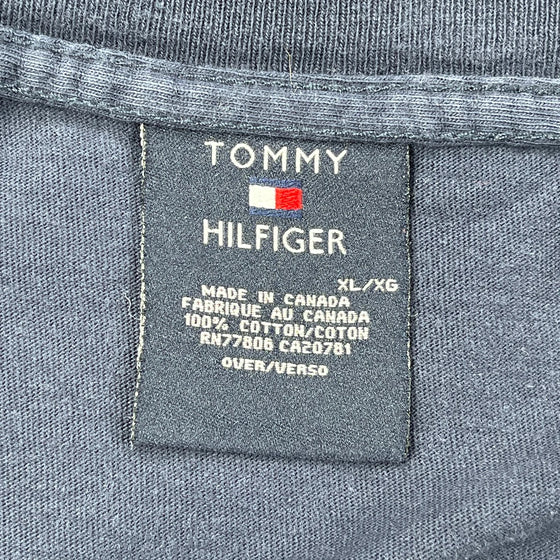 TOMMY
HILFIGER
XL/XG
MADE IN CANADA
FABRIQUE AU CANADA
100% COTTON/COTON
RN77806 CA20781
OVER/VERSO